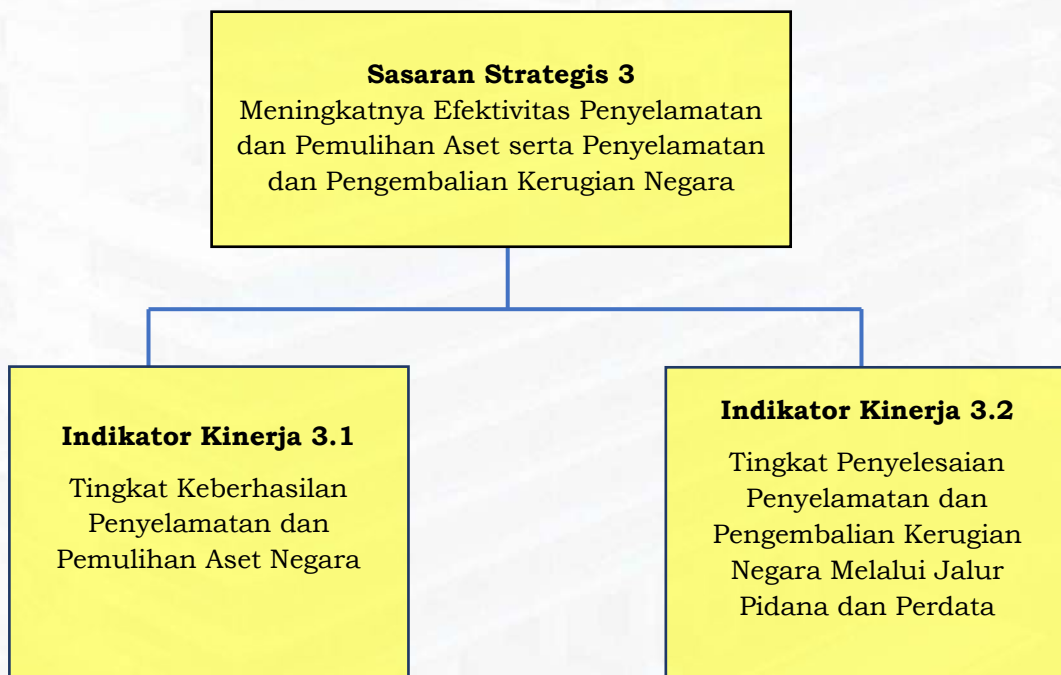 Sasaran Strategis 3
Meningkatnya Efektivitas Penyelamatan
dan Pemulihan Aset serta Penyelamatan
dan Pengembalian Kerugian Negara
Indikator Kinerja 3.1
Tingkat Keberhasilan
Penyelamatan dan
Pemulihan Aset Negara
Indikator Kinerja 3.2
Tingkat Penyelesaian
Penyelamatan dan
Pengembalian Kerugian
Negara Melalui Jalur
Pidana dan Perdata